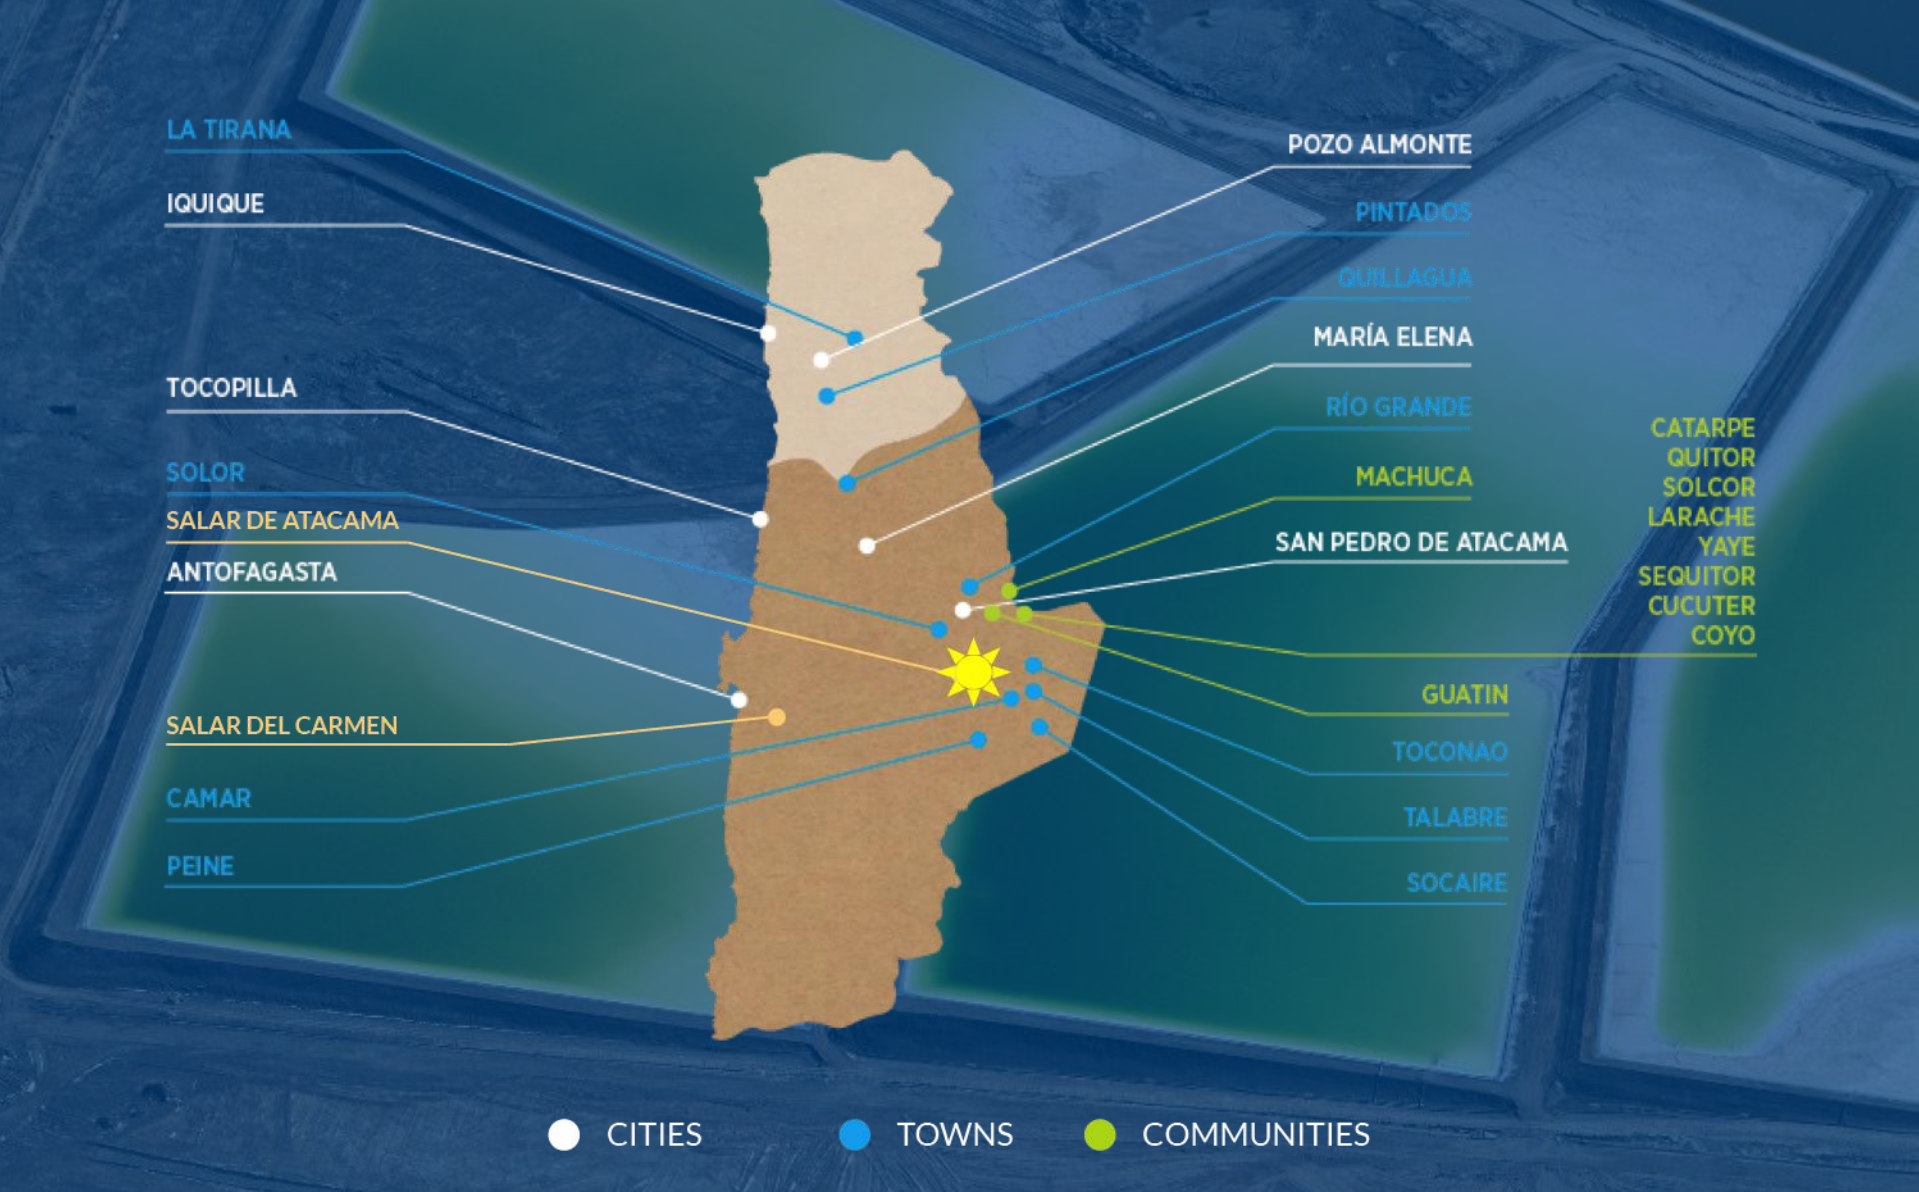 LA TIRANA
IQUIQUE
TOCOPILLA
SOLOR
SALAR DE ATACAMA
ANTOFAGASTA
SALAR DEL CARMEN
CAMAR
PEINE
POZO ALMONTE
PINTADOS
QUILLAGUA
MARÍA ELENA
RÍO GRANDE
MACHUCA
SAN PEDRO DE ATACAMA
CATARPE
QUITOR
SOLCOR
LARACHE
YAYE
SEQUITOR
CUCUTER
COYO
GUATIN
TOCONAO
TALABRE
SOCAIRE
CITIES
TOWNS
COMMUNITIES